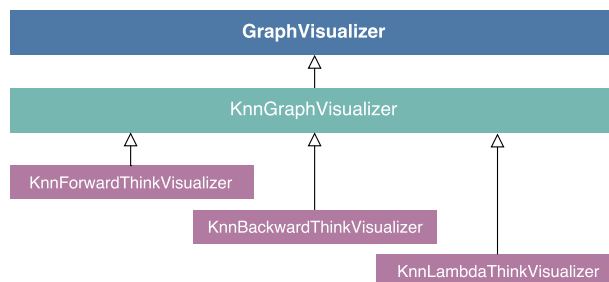 GraphVisualizer
KnnGraphVisualizer
KnnForwardThinkVisualizer
KnnBackwardThinkVisualizer
KnnLambdaThinkVisualizer